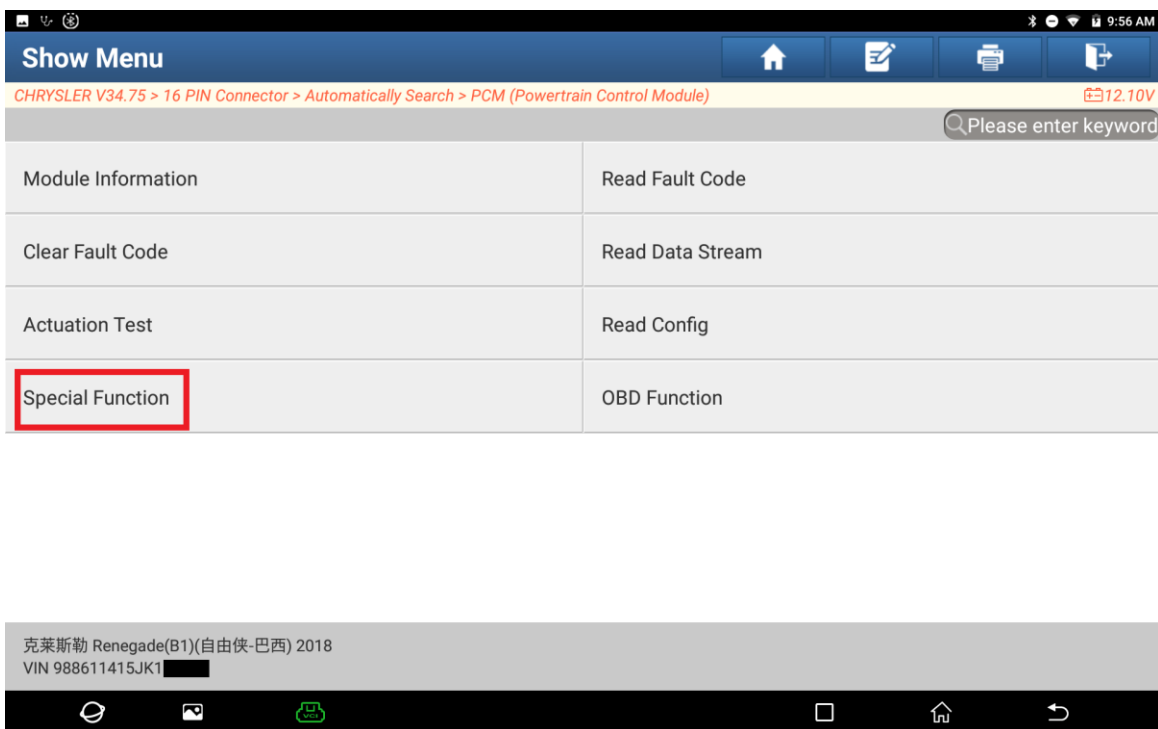 9:56 AM
Show Menu
CHRYSLER V34.75 > 16 PIN Connector > Automatically Search > PCM (Powertrain Control Module)
12.10V
Please enter keyword
Module Information
Read Fault Code
Clear Fault Code
Read Data Stream
Actuation Test
Read Config
Special Function
OBD Function
克莱斯勒 Renegade(B1)(自由侠-巴西) 2018
VIN 988611415JK1
VCI